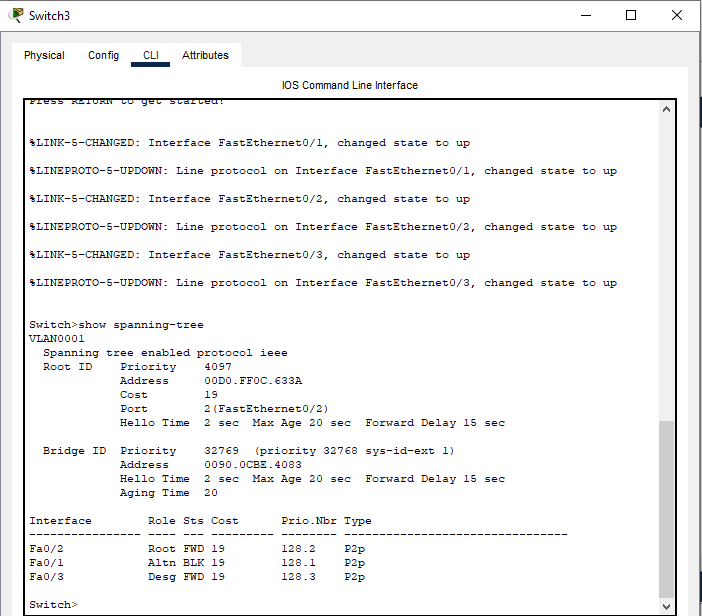 Switch3
Physical Config CLI Attributes
IOS Command Line Interface
Press RETURN to get started!
%LINK-5-CHANGED: Interface FastEthernet0/1, changed state to up
%LINEPROTO-5-UPDOWN: Line protocol on Interface FastEthernet0/1, changed state to up
%LINK-5-CHANGED: Interface FastEthernet0/2, changed state to up
%LINEPROTO-5-UPDOWN: Line protocol on Interface FastEthernet0/2, changed state to up
%LINK-5-CHANGED: Interface FastEthernet0/3, changed state to up
%LINEPROTO-5-UPDOWN: Line protocol on Interface FastEthernet0/3, changed state to up
Switch>show spanning-tree
VLAN0001
  Spanning tree enabled protocol ieee
  Root ID    Priority    4097
             Address     00D0.FF0C.633A
             Cost        19
             Port        2(FastEthernet0/2)
             Hello Time  2 sec  Max Age 20 sec  Forward Delay 15 sec
  Bridge ID  Priority    32769  (priority 32768 sys-id-ext 1)
             Address     0090.0CBE.4083
             Hello Time  2 sec  Max Age 20 sec  Forward Delay 15 sec
             Aging Time  20
Interface        Role Sts Cost      Prio.Nbr Type
---------------- ---- --- --------- -------- --------------------------------
Fa0/2            Root FWD 19        128.2    P2p
Fa0/1            Altn BLK 19        128.1    P2p
Fa0/3            Desg FWD 19        128.3    P2p
Switch>